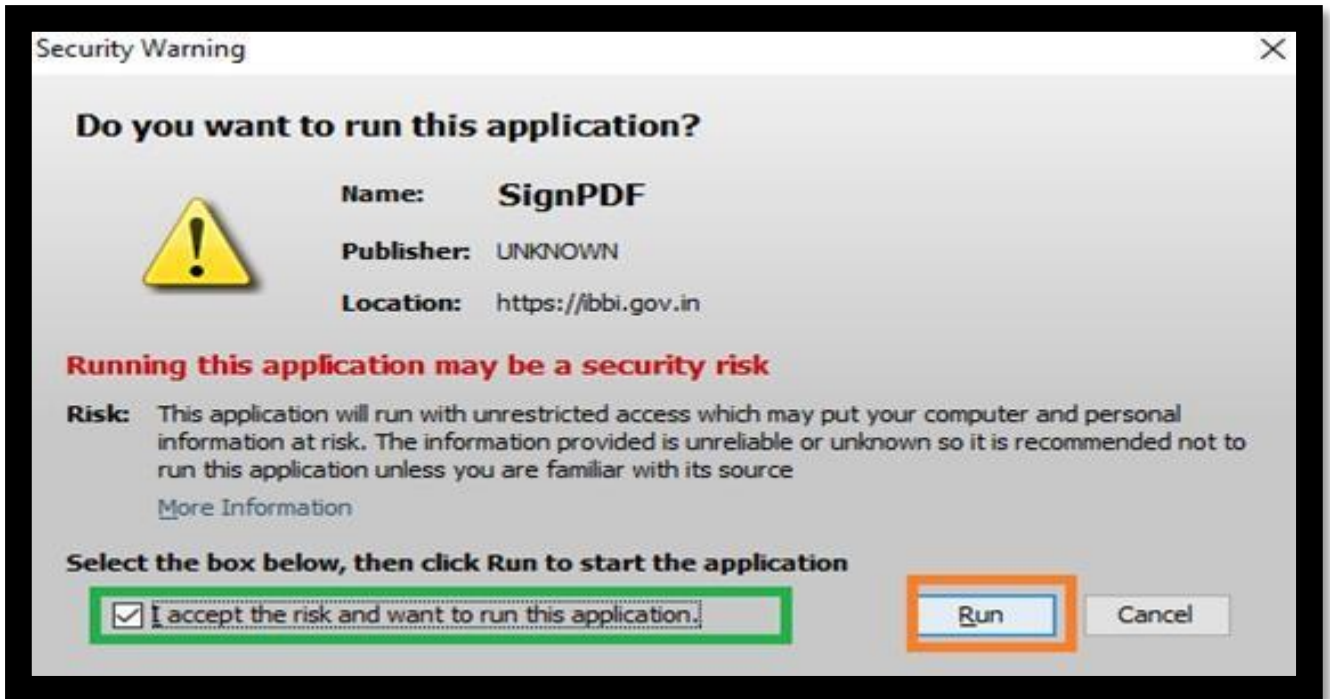 Security Warning
Do you want to run this application?
Name: SignPDF
Publisher: UNKNOWN
Location: https://ibbi.gov.in
Running this application may be a security risk
Risk: This application will run with unrestricted access which may put your computer and personal
information at risk. The information provided is unreliable or unknown so it is recommended not to
run this application unless you are familiar with its source
More Information
Select the box below, then click Run to start the application
I accept the risk and want to run this application. Run Cancel